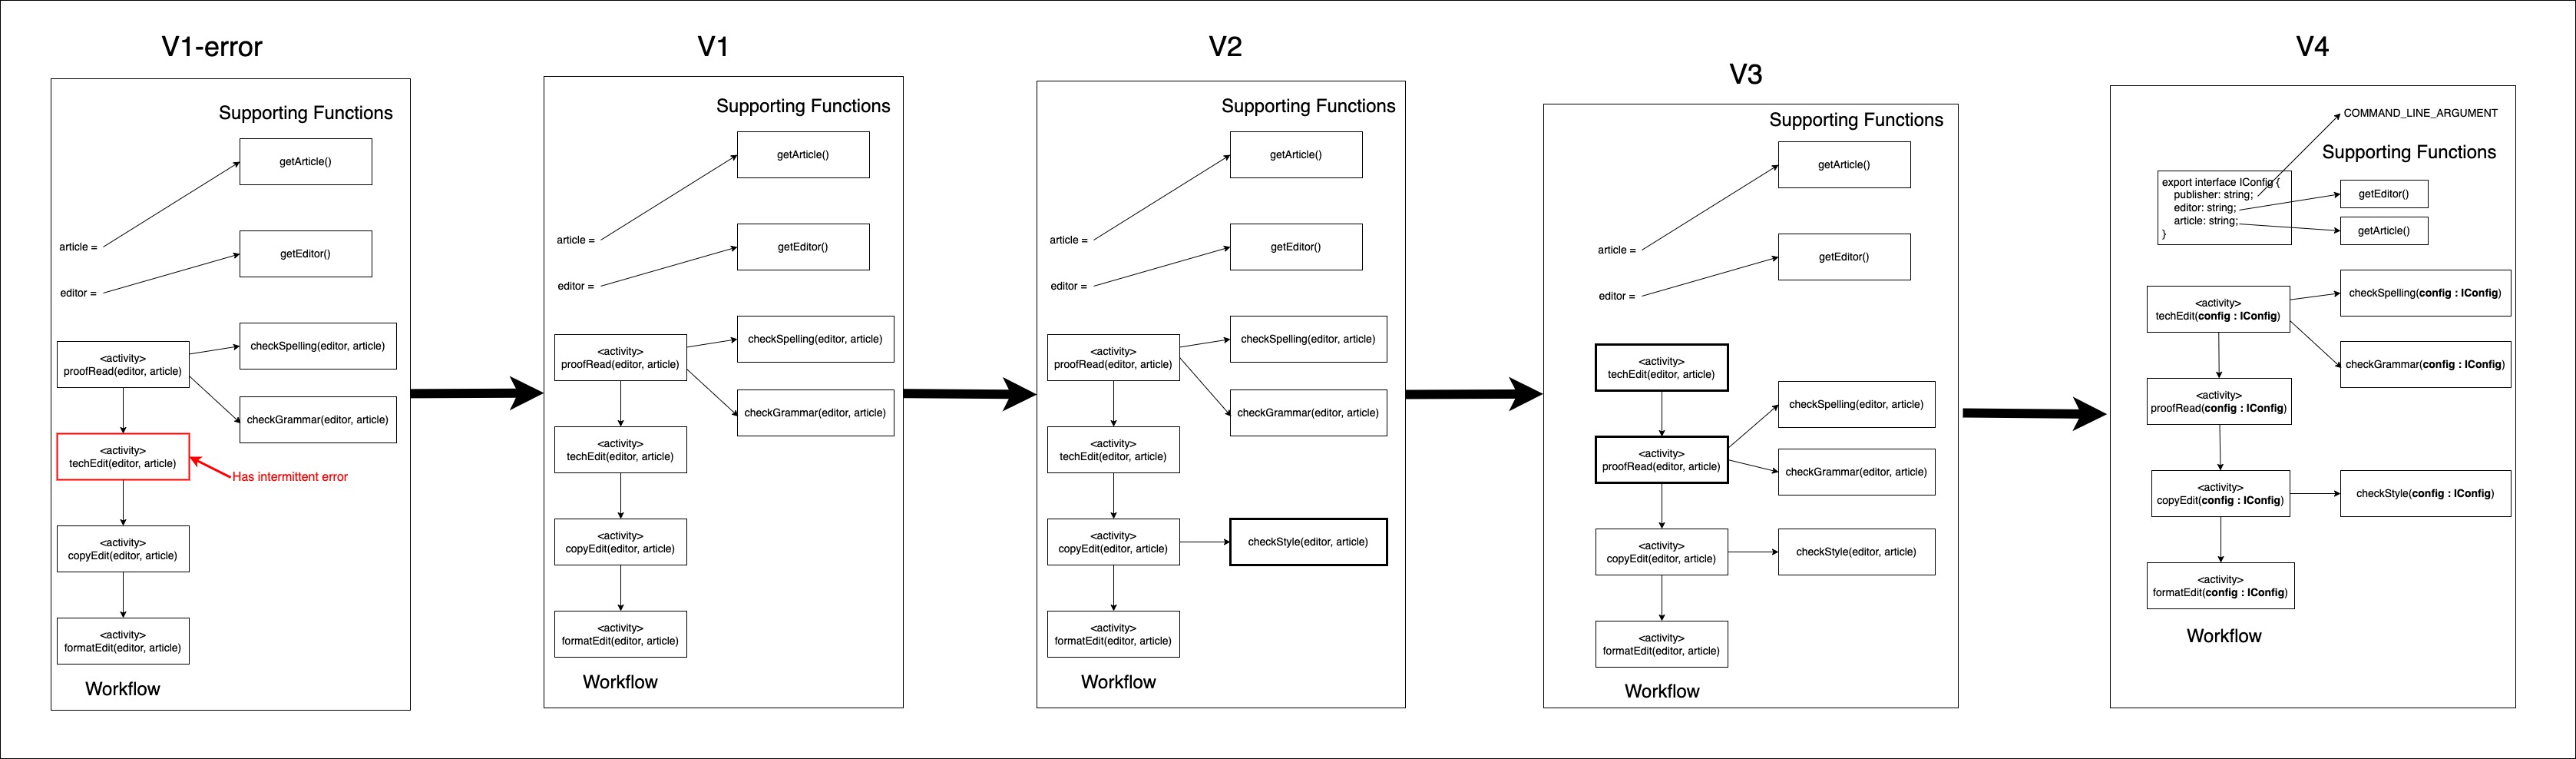 V1-error
Supporting Functions
getArticle()
article =
getEditor()
editor =
checkSpelling(editor, article)
<activity>
proofRead(editor, article)
checkGrammar(editor, article)
<activity>
techEdit(editor, article)
Has intermittent error
<activity>
copyEdit(editor, article)
<activity>
formatEdit(editor, article)
Workflow
V1
Supporting Functions
getArticle()
article =
getEditor()
editor =
checkSpelling(editor, article)
<activity>
proofRead(editor, article)
checkGrammar(editor, article)
<activity>
techEdit(editor, article)
<activity>
copyEdit(editor, article)
<activity>
formatEdit(editor, article)
Workflow
V2
Supporting Functions
getArticle()
article =
getEditor()
editor =
checkSpelling(editor, article)
<activity>
proofRead(editor, article)
checkGrammar(editor, article)
<activity>
techEdit(editor, article)
<activity>
copyEdit(editor, article)
checkStyle(editor, article)
<activity>
formatEdit(editor, article)
Workflow
V3
Supporting Functions
getArticle()
article =
getEditor()
editor =
<activity>
techEdit(editor, article)
checkSpelling(editor, article)
<activity>
proofRead(editor, article)
checkGrammar(editor, article)
<activity>
copyEdit(editor, article)
checkStyle(editor, article)
<activity>
formatEdit(editor, article)
Workflow
V4
COMMAND_LINE_ARGUMENT
Supporting Functions
export interface IConfig {
publisher: string;
editor: string;
article: string;
}
getEditor()
getArticle()
checkSpelling(config : IConfig)
<activity>
techEdit(config : IConfig)
checkGrammar(config : IConfig)
<activity>
proofRead(config : IConfig)
<activity>
copyEdit(config : IConfig)
checkStyle(config : IConfig)
<activity>
formatEdit(config : IConfig)
Workflow